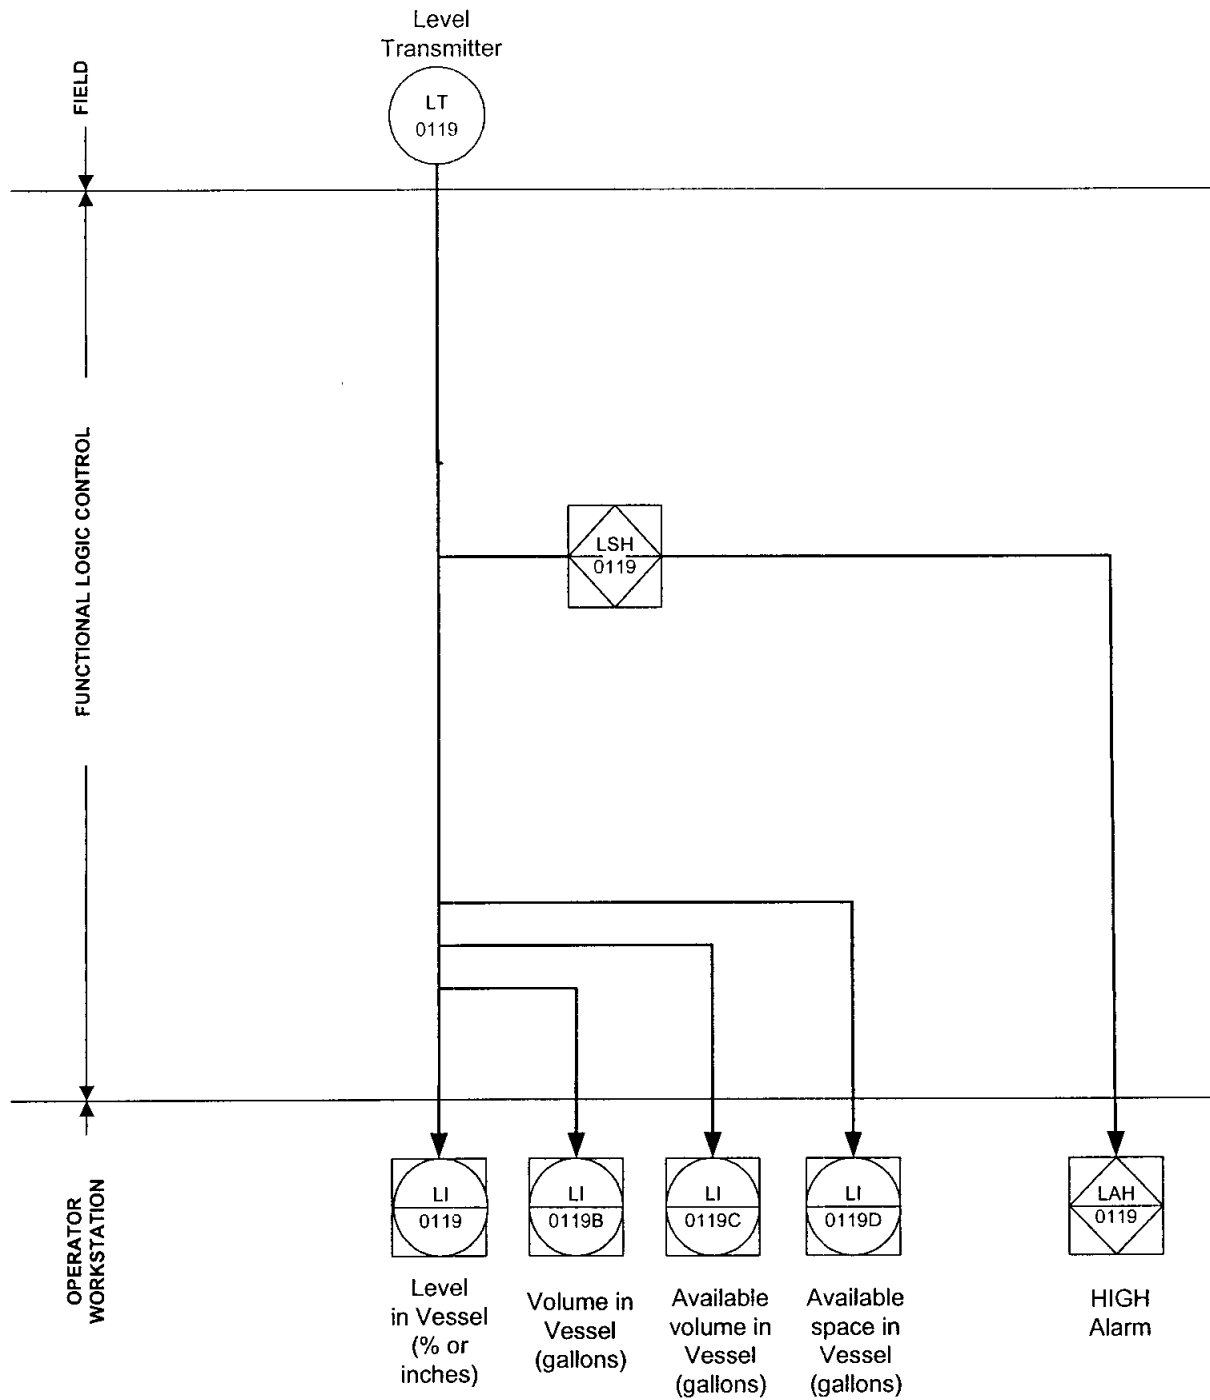 Level
Transmitter
LT
0119
FIELD
FUNCTIONAL LOGIC CONTROL
LSH
0119
OPERATOR
WORKSTATION
LI
0119
Level
in Vessel
(% or
inches)
LI
0119B
Volume in
Vessel
(gallons)
LI
0119C
Available
volume in
Vessel
(gallons)
LI
0119D
Available
space in
Vessel
(gallons)
LAH
0119
HIGH
Alarm